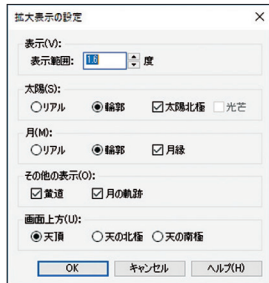 拡大表示の設定
表示(V):
表示範囲: 1.6 度
太陽(S):
リアル 輪郭 太陽北極 光芒
月(M):
リアル 輪郭 月縁
その他の表示(O):
黄道 月の軌跡
画面上方(U):
天頂 天の北極 天の南極
OK キャンセル ヘルプ(H)